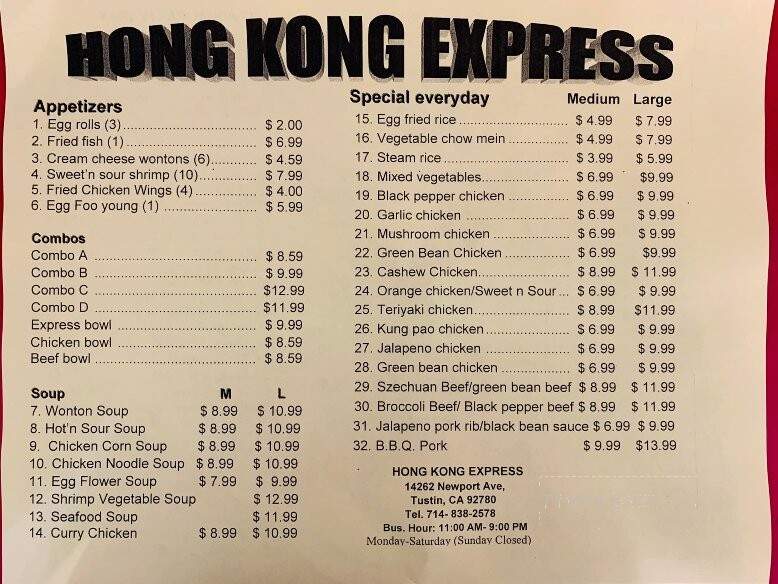 HONG KONG EXPRESS
Appetizers
1. Egg rolls (3) $ 2.00
2. Fried fish (1) $ 6.99
3. Cream cheese wontons (6) $ 4.59
4. Sweet'n sour shrimp (10) $ 7.99
5. Fried Chicken Wings (4) $ 4.00
6. Egg Foo young (1) $ 5.99
Combos
Combo A $ 8.59
Combo B $ 9.99
Combo C $12.99
Combo D $11.99
Express bowl $ 9.99
Chicken bowl $ 8.59
Beef bowl $ 8.59
Soup M L
7. Wonton Soup $ 8.99 $ 10.99
8. Hot'n Sour Soup $ 8.99 $ 10.99
9. Chicken Corn Soup $ 8.99 $ 10.99
10. Chicken Noodle Soup $ 8.99 $ 10.99
11. Egg Flower Soup $ 7.99 $ 9.99
12. Shrimp Vegetable Soup $ 12.99
13. Seafood Soup $ 11.99
14. Curry Chicken $ 8.99 $ 10.99
Special everyday Medium Large
15. Egg fried rice $ 4.99 $ 7.99
16. Vegetable chow mein $ 4.99 $ 7.99
17. Steam rice $ 3.99 $ 5.99
18. Mixed vegetables $ 6.99 $9.99
19. Black pepper chicken $ 6.99 $ 9.99
20. Garlic chicken $ 6.99 $ 9.99
21. Mushroom chicken $ 6.99 $ 9.99
22. Green Bean Chicken $ 6.99 $9.99
23. Cashew Chicken $ 8.99 $ 11.99
24. Orange chicken/Sweet n Sour $ 6.99 $ 9.99
25. Teriyaki chicken $ 8.99 $11.99
26. Kung pao chicken $ 6.99 $ 9.99
27. Jalapeno chicken $ 6.99 $ 9.99
28. Green bean chicken $ 6.99 $ 9.99
29. Szechuan Beef/green bean beef $ 8.99 $ 11.99
30. Broccoli Beef/ Black pepper beef $ 8.99 $ 11.99
31. Jalapeno pork rib/black bean sauce $ 6.99 $ 9.99
32. B.B.Q. Pork $ 9.99 $13.99
HONG KONG EXPRESS
14262 Newport Ave,
Tustin, CA 92780
Tel. 714- 838-2578
Bus. Hour: 11:00 AM- 9:00 PM
Monday-Saturday (Sunday Closed)